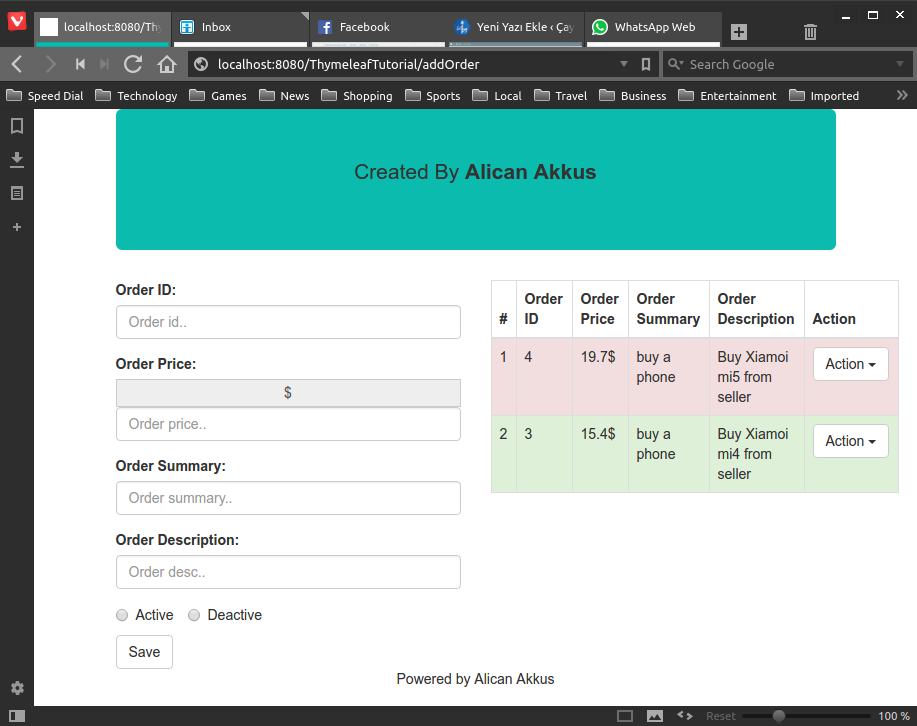 localhost:8080/Thy
Inbox
Facebook
Yeni Yazı Ekle ‹ Çay
WhatsApp Web
localhost:8080/ThymeleafTutorial/addOrder
Search Google
Speed Dial Technology Games News Shopping Sports Local Travel Business Entertainment Imported
Created By Alican Akkus
Order ID:
Order id..
Order Price:
$
Order price..
Order Summary:
Order summary..
Order Description:
Order desc..
Active Deactive
Save
# Order ID Order Price Order Summary Order Description Action
1 4 19.7$ buy a phone Buy Xiamoi mi5 from seller Action
2 3 15.4$ buy a phone Buy Xiamoi mi4 from seller Action
Powered by Alican Akkus
Reset 100 %